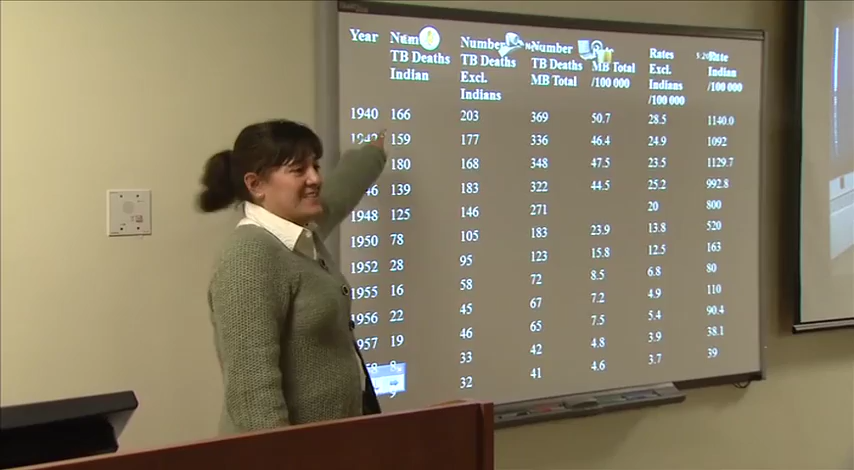 Year
TB Deaths
Indian
Number
TB Deaths
Excl.
Indians
Number
TB Deaths
MB Total
MB Total
/100 000
Rates
Excl.
Indians
/100 000
Rate
Indian
/100 000
1940 166 203 369 50.7 28.5 1140.0
1942 159 177 336 46.4 24.9 1092
180 168 348 47.5 23.5 1129.7
46 139 183 322 44.5 25.2 992.8
1948 125 146 271 20 800
1950 78 105 183 23.9 13.8 520
1952 28 95 123 15.8 12.5 163
1955 16 58 72 8.5 6.8 80
1956 22 45 67 7.2 4.9 110
957 19 46 65 7.5 5.4 90.4
33 42 4.8 3.9 38.1
32 41 4.6 3.7 39